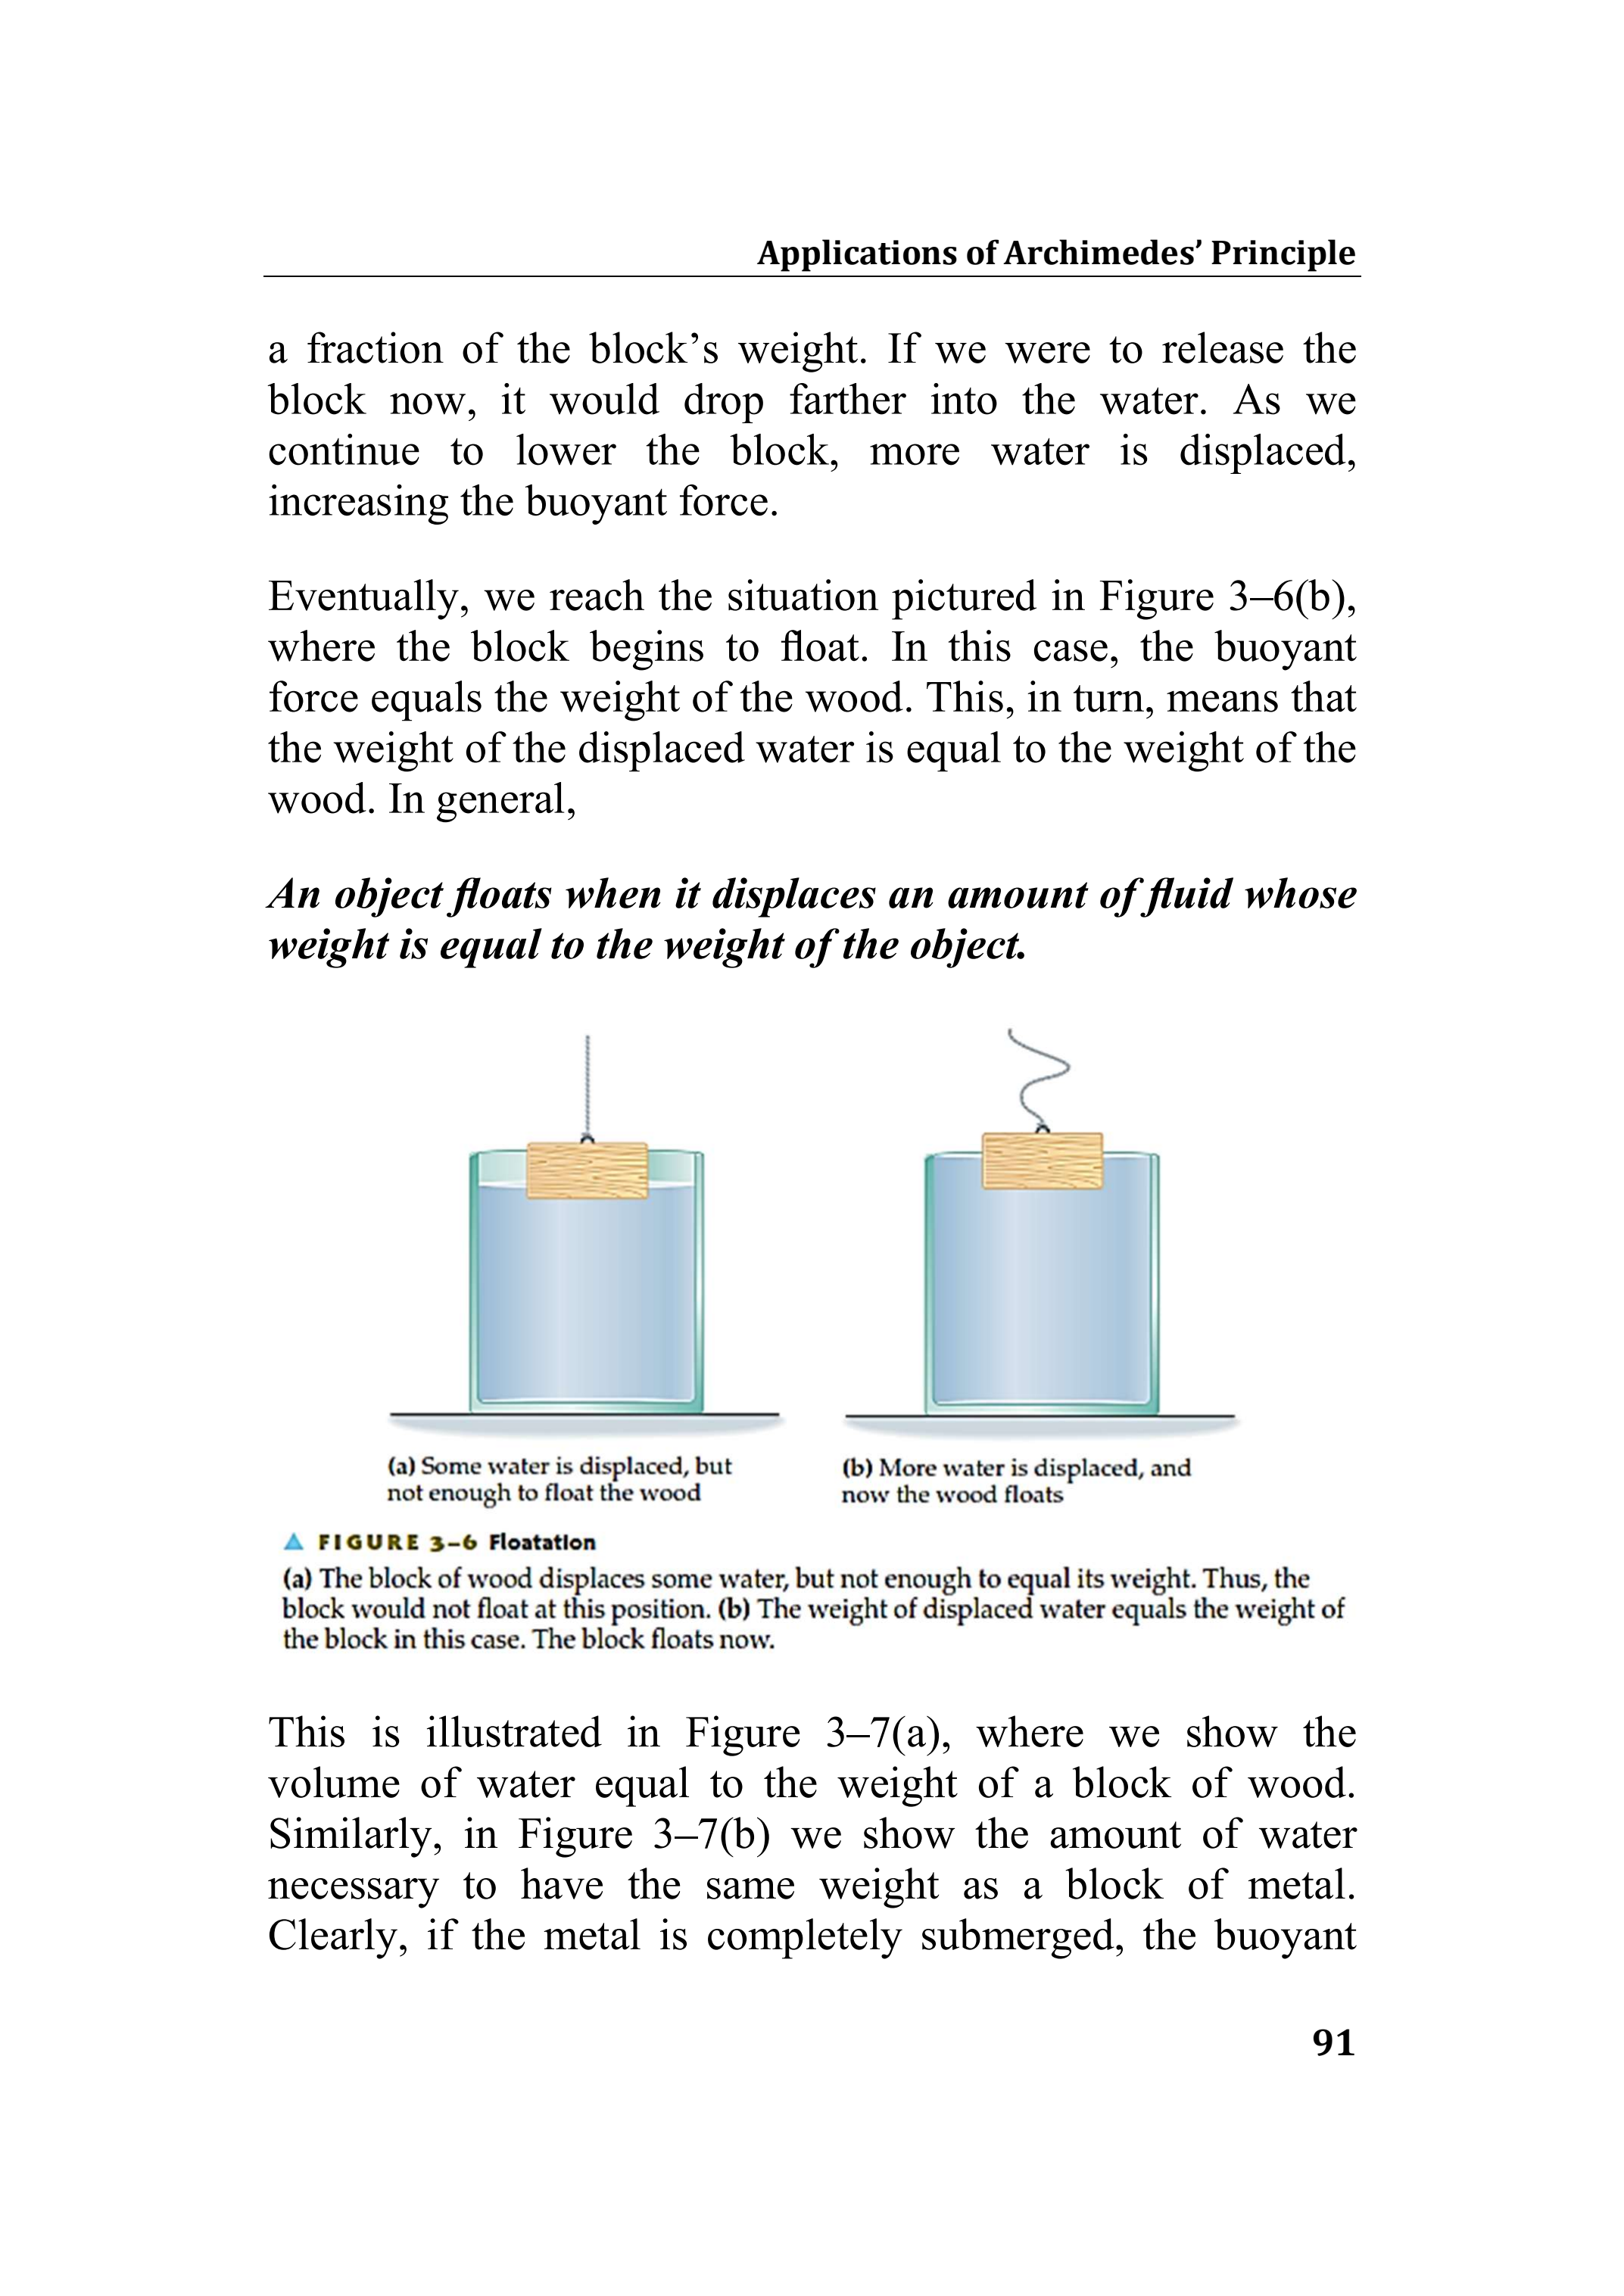 Applications of Archimedes’ Principle
a fraction of the block’s weight. If we were to release the
block now, it would drop farther into the water. As we
continue to lower the block, more water is displaced,
increasing the buoyant force.
Eventually, we reach the situation pictured in Figure 3–6(b),
where the block begins to float. In this case, the buoyant
force equals the weight of the wood. This, in turn, means that
the weight of the displaced water is equal to the weight of the
wood. In general,
An object floats when it displaces an amount of fluid whose
weight is equal to the weight of the object.
(a) Some water is displaced, but
not enough to float the wood
(b) More water is displaced, and
now the wood floats
FIGURE 3–6 Floatation
(a) The block of wood displaces some water, but not enough to equal its weight. Thus, the
block would not float at this position. (b) The weight of displaced water equals the weight of
the block in this case. The block floats now.
This is illustrated in Figure 3–7(a), where we show the
volume of water equal to the weight of a block of wood.
Similarly, in Figure 3–7(b) we show the amount of water
necessary to have the same weight as a block of metal.
Clearly, if the metal is completely submerged, the buoyant
91